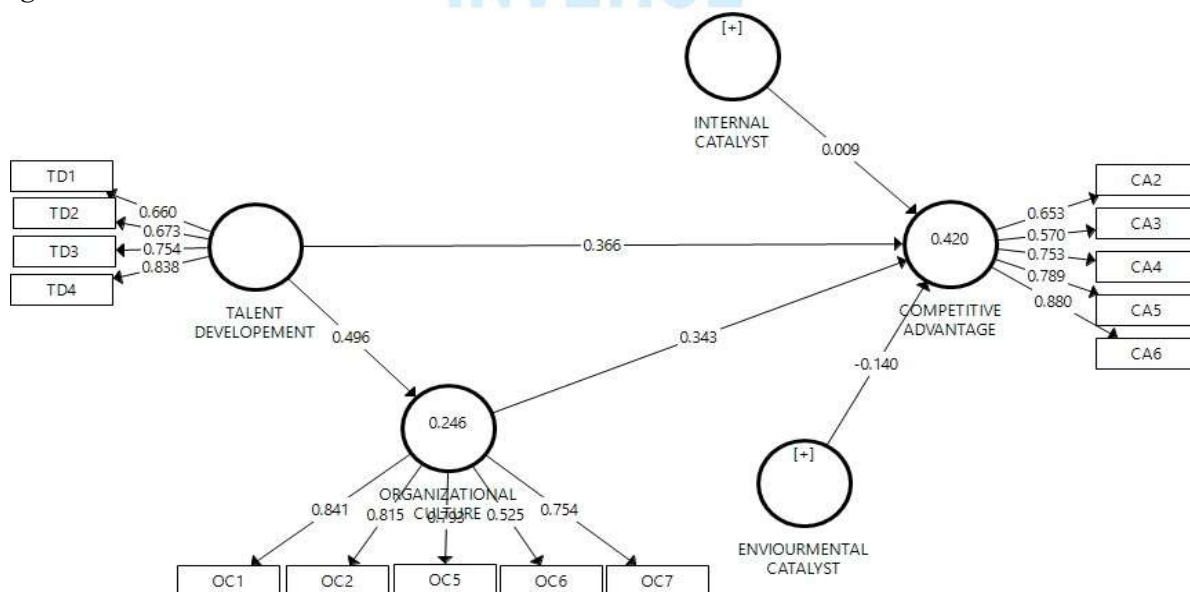 [+]
INTERNAL
CATALYST
0.009
TD1
TD2
TD3
TD4
0.660
0.673
0.754
0.838
TALENT
DEVELOPEMENT
0.366
0.496
0.343
0.420
COMPETITIVE
ADVANTAGE
0.653
0.570
0.753
0.789
0.880
CA2
CA3
CA4
CA5
CA6
-0.140
[+]
ENVIOURMENTAL
CATALYST
0.246
ORGANIZATIONAL
CULTURE
0.841
0.815
0.793
0.525
0.754
OC1
OC2
OC5
OC6
OC7